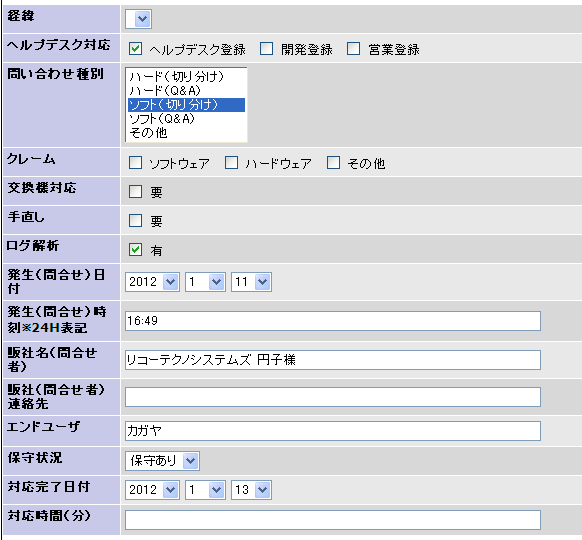 経緯
ヘルプデスク対応
ヘルプデスク登録 開発登録 営業登録
問い合わせ種別
ハード(切り分け)
ハード(Q&A)
ソフト(切り分け)
ソフト(Q&A)
その他
クレーム
ソフトウェア ハードウェア その他
交換機対応
要
手直し
要
ログ解析
有
発生(問合せ)日
付
2012 1 11
発生(問合せ)時
刻※24H表記
16:49
販社名(問合せ
者)
リコーテクノシステムズ 円子様
販社(問合せ者)
連絡先
エンドユーザ
カガヤ
保守状況
保守あり
対応完了日付
2012 1 13
対応時間(分)